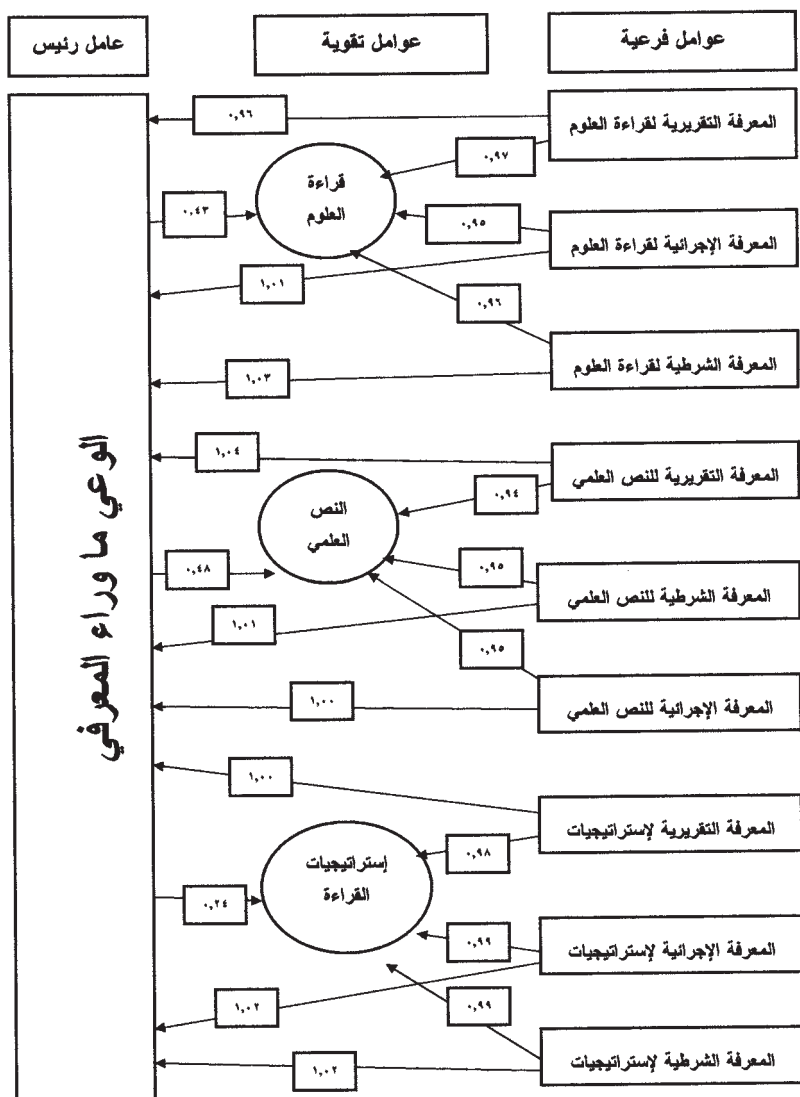 عوامل فرعية
عوامل تقوية
عامل رئيس
المعرفة التقريرية لقراءة العلوم
٠,٩٦
٠,٩٧
قراءة
العلوم
٠,٤٣
المعرفة الإجرائية لقراءة العلوم
٠,٩٥
١,٠١
٠,٩٦
المعرفة الشرطية لقراءة العلوم
١,٠٣
الوعي ما وراء المعرفي
١,٠٤
المعرفة التقريرية للنص العلمي
٠,٩٤
النص
العلمي
٠,٤٨
٠,٩٥
المعرفة الشرطية للنص العلمي
١,٠١
٠,٩٥
المعرفة الإجرائية للنص العلمي
١,٠٠
١,٠٠
المعرفة التقريرية لإستراتيجيات
٠,٩٨
إستراتيجيات
القراءة
٠,٢٤
٠,٩٩
المعرفة الإجرائية لإستراتيجيات
١,٠٢
٠,٩٩
المعرفة الشرطية لإستراتيجيات
١,٠٢